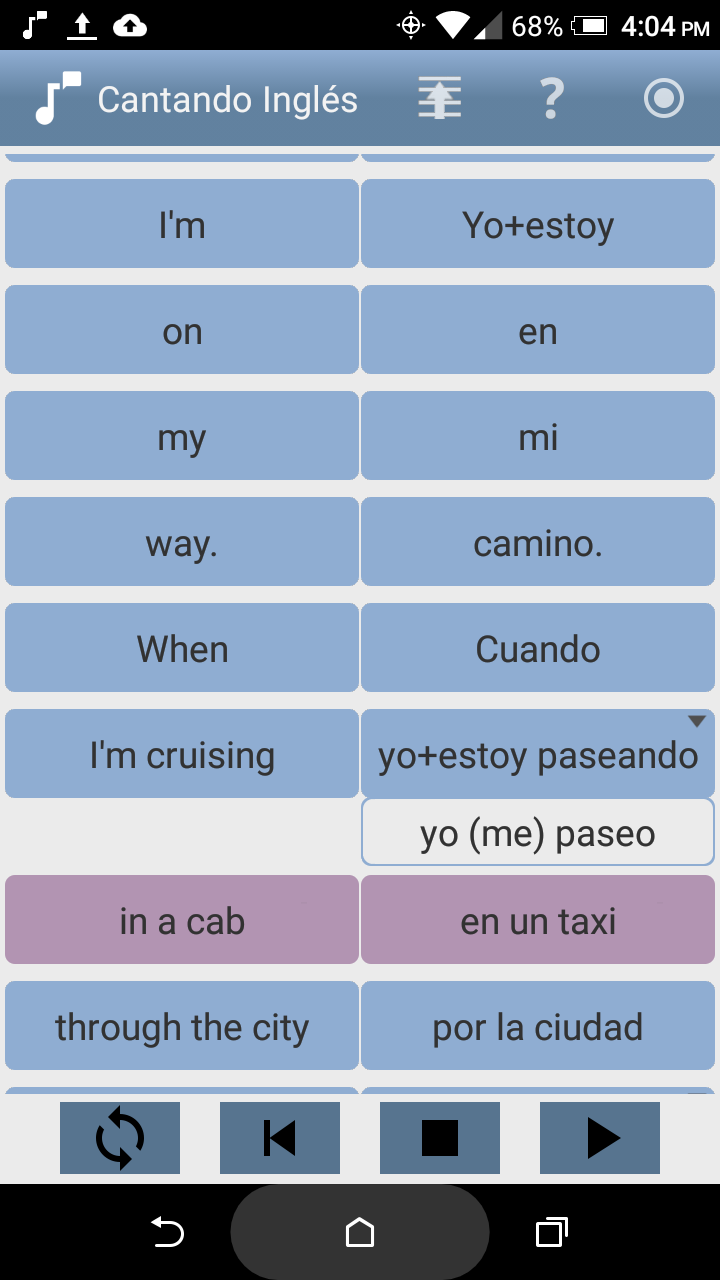 68% 4:04 PM
Cantando Inglés ?
I'm Yo+estoy
on en
my mi
way. camino.
When Cuando
I'm cruising yo+estoy paseando
yo (me) paseo
in a cab en un taxi
through the city por la ciudad